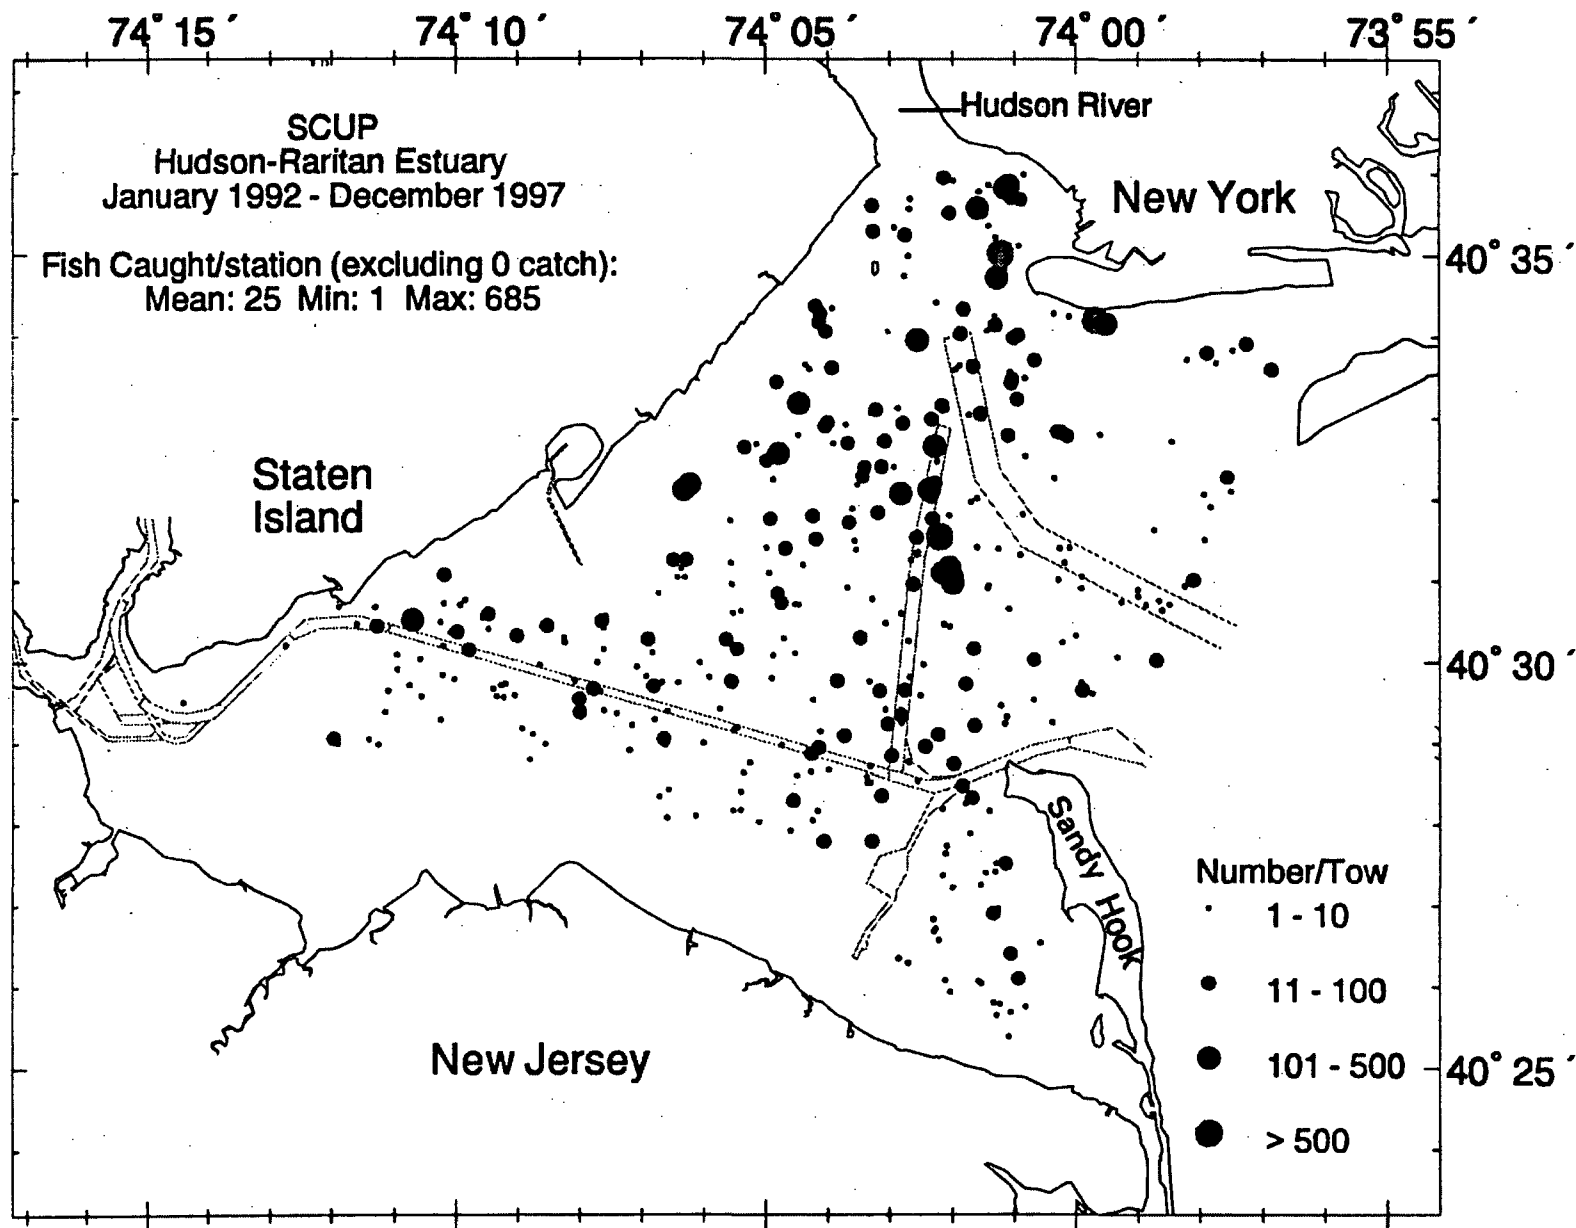 74° 15 ´ 74° 10 ´ 74° 05 ´ 74° 00 ´ 73° 55 ´
Hudson River
SCUP
Hudson-Raritan Estuary
January 1992 - December 1997
New York
Fish Caught/station (excluding 0 catch):
Mean: 25 Min: 1 Max: 685
40° 35 ´
Staten
Island
40° 30 ´
Sandy Hook
Number/Tow
1 - 10
11 - 100
New Jersey
101 - 500
40° 25 ´
> 500